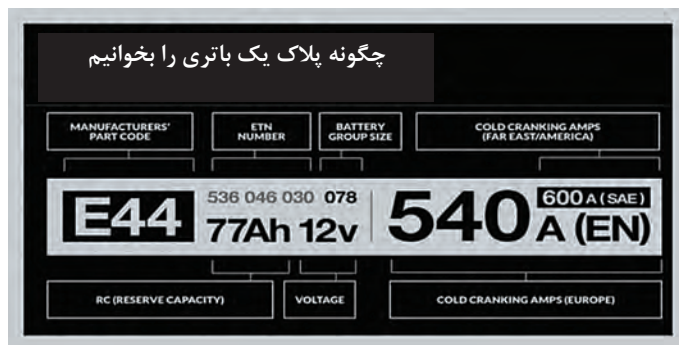 چگونه پلاک یک باتری را بخوانیم
MANUFACTURERS'
PART CODE
ETN
NUMBER
BATTERY
GROUP SIZE
COLD CRANKING AMPS
(FAR EAST/AMERICA)
E44
536 046 030 078
77Ah 12v
540
600 A (SAE)
A (EN)
RC (RESERVE CAPACITY)
VOLTAGE
COLD CRANKING AMPS (EUROPE)